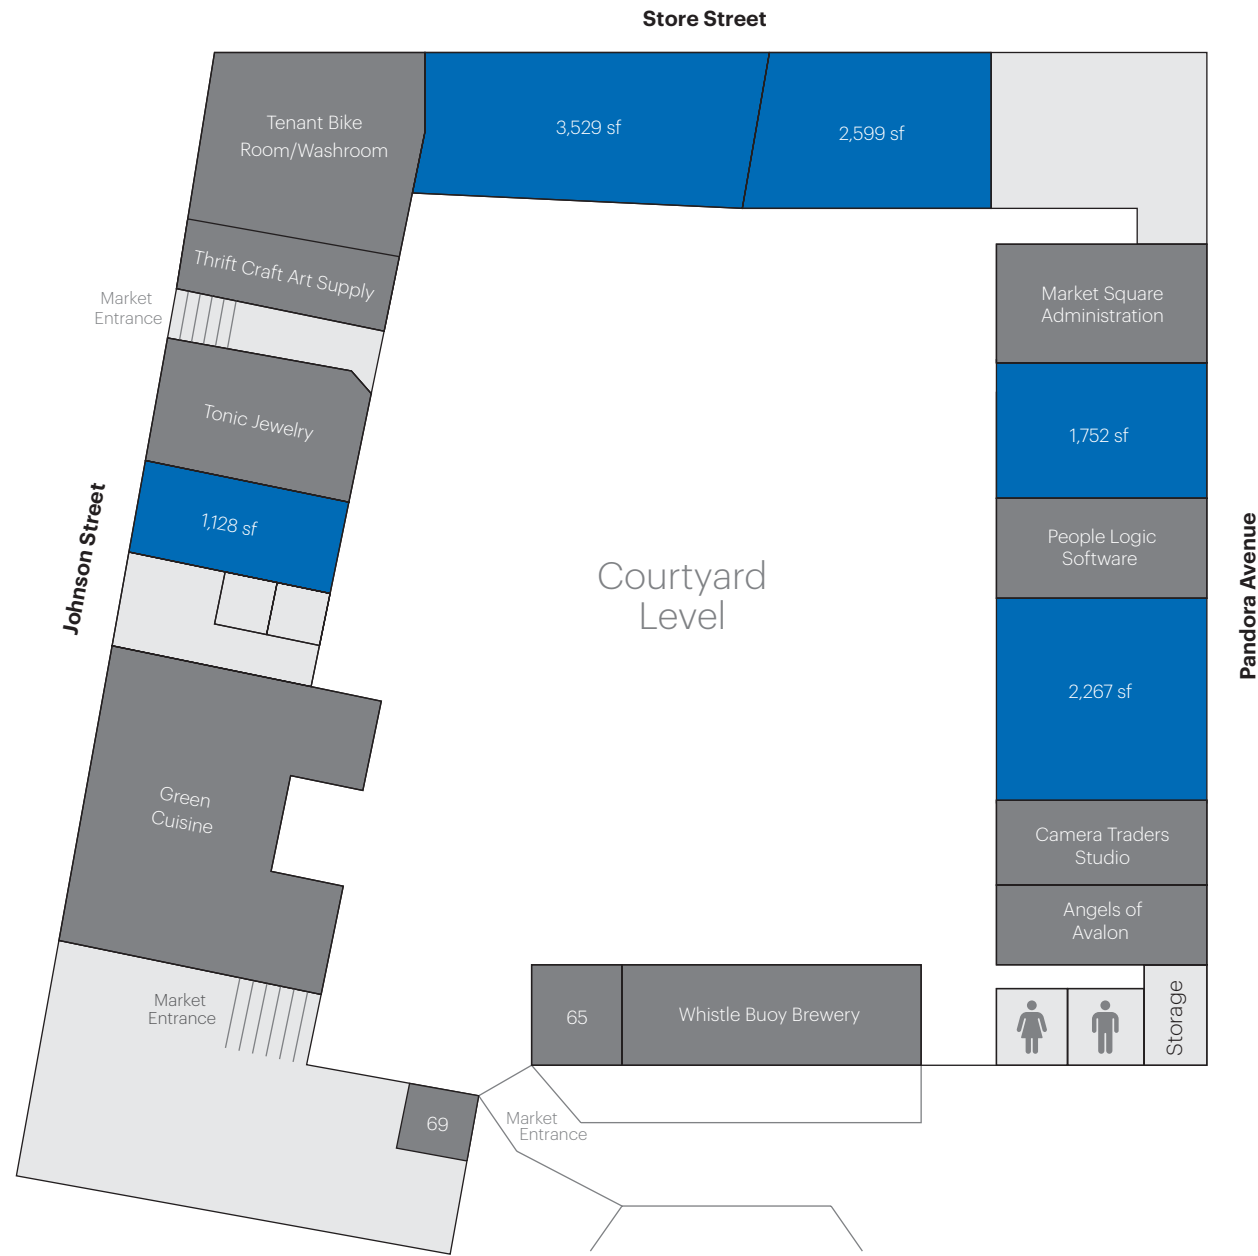 Store Street
Tenant Bike
Room/Washroom
3,529 sf
2,599 sf
Thrift Craft Art Supply
Market
Entrance
Market Square
Administration
Tonic Jewelry
1,752 sf
1,128 sf
Johnson Street
People Logic
Software
Pandora Avenue
Courtyard
Level
2,267 sf
Green
Cuisine
Camera Traders
Studio
Angels of
Avalon
Market
Entrance
65
Whistle Buoy Brewery
Storage
69
Market
Entrance